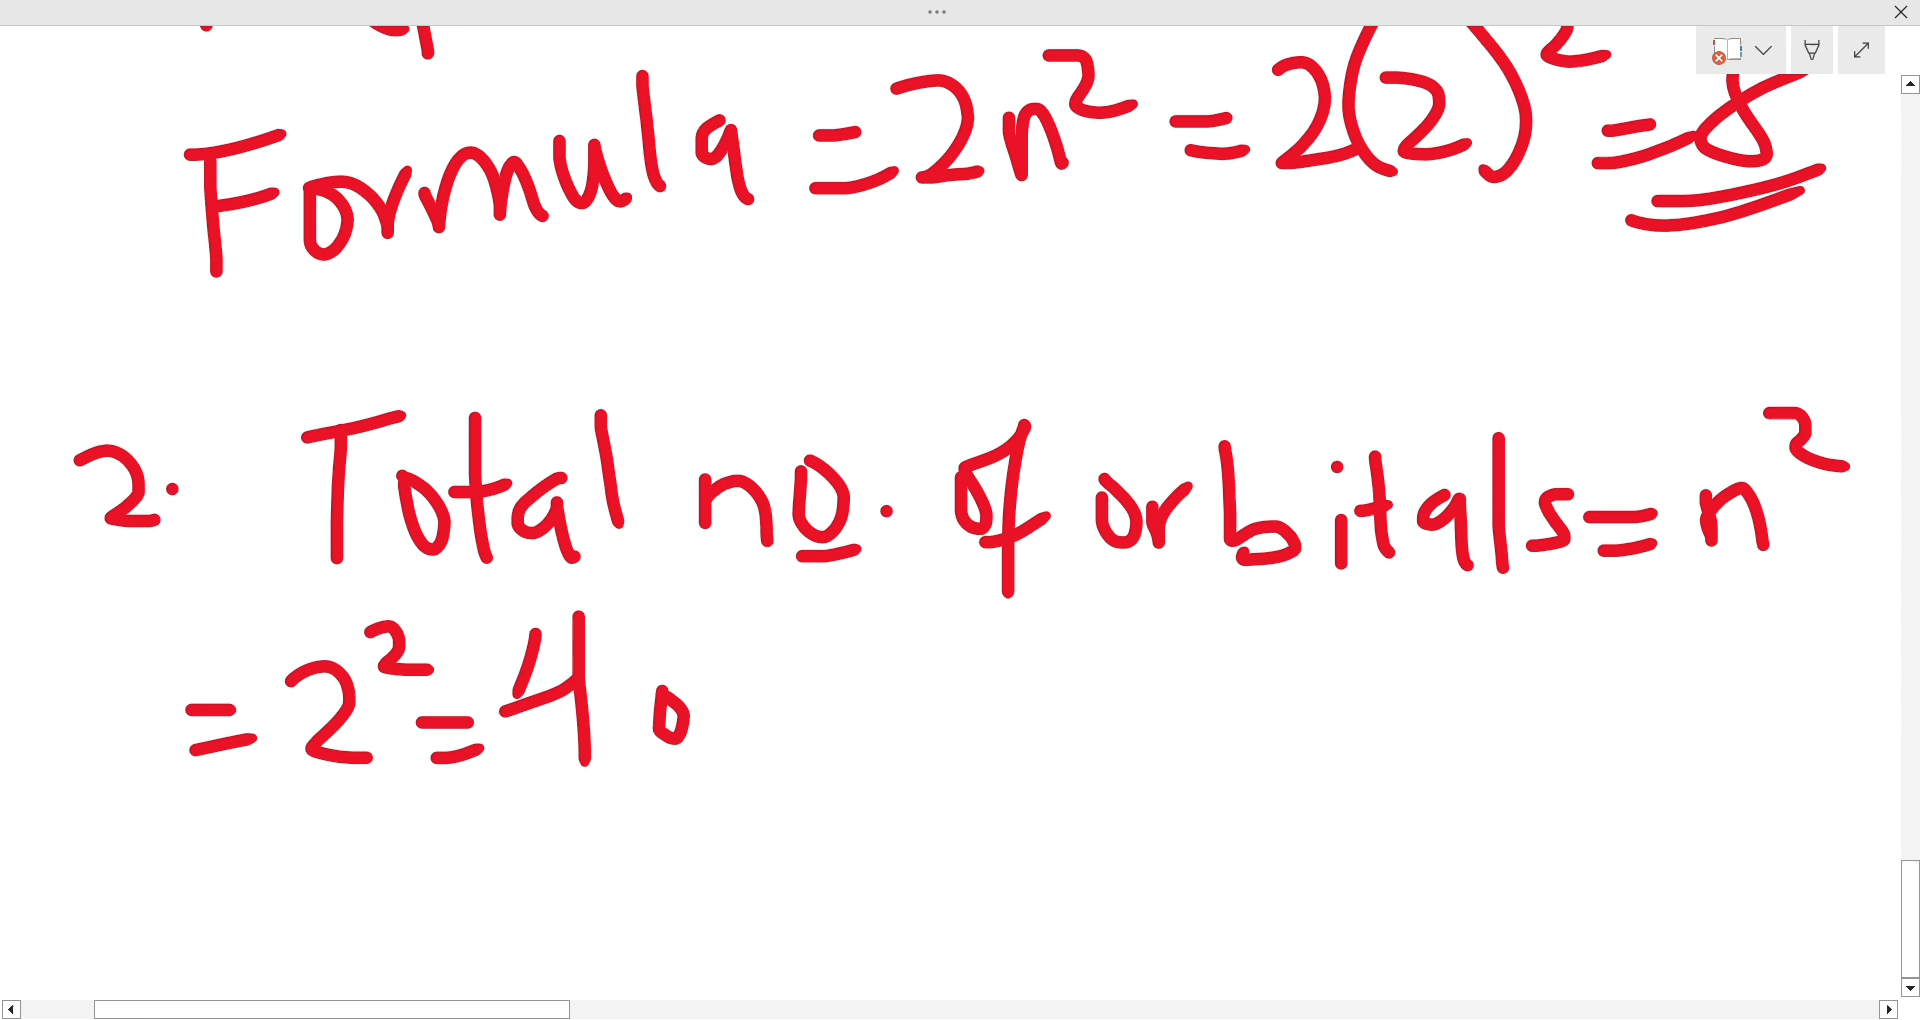 Formula = 2n² = 2(2)² = 8
2. Total no. of orbitals = n²
= 2² = 4 o